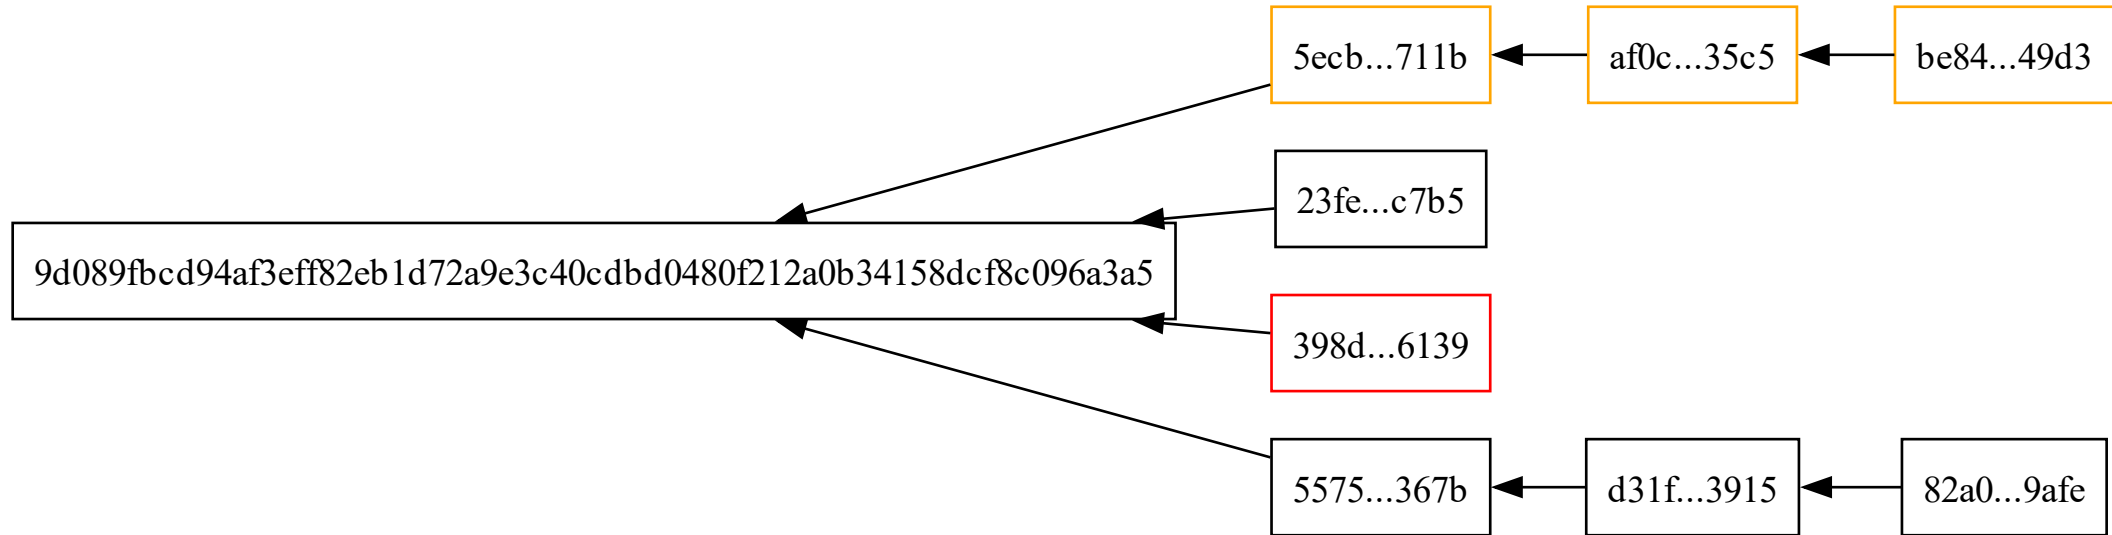 5ecb...711b
af0c...35c5
be84...49d3
23fe...c7b5
9d089fbcd94af3eff82eb1d72a9e3c40cdbd0480f212a0b34158dcf8c096a3a5
398d...6139
5575...367b
d31f...3915
82a0...9afe